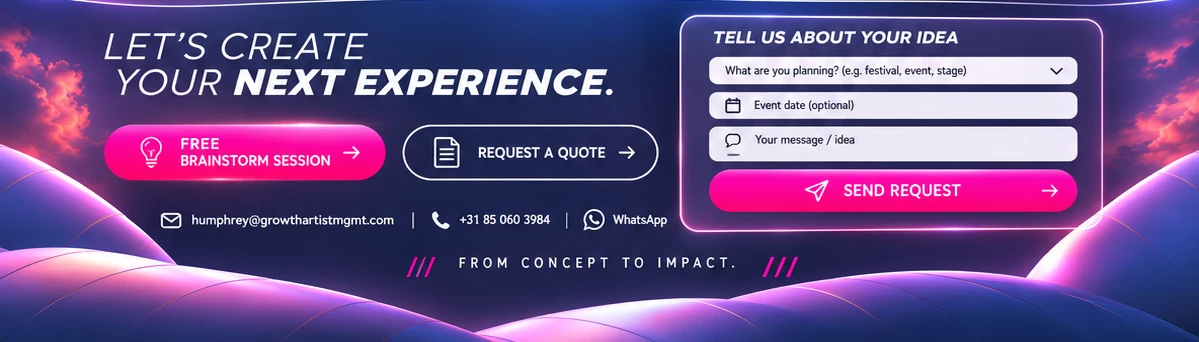 LET'S CREATE
YOUR NEXT EXPERIENCE.
FREE
BRAINSTORM SESSION
REQUEST A QUOTE
humphrey@growthartistmgmt.com | +31 85 060 3984 | WhatsApp
TELL US ABOUT YOUR IDEA
What are you planning? (e.g. festival, event, stage)
Event date (optional)
Your message / idea
SEND REQUEST
/// FROM CONCEPT TO IMPACT. ///